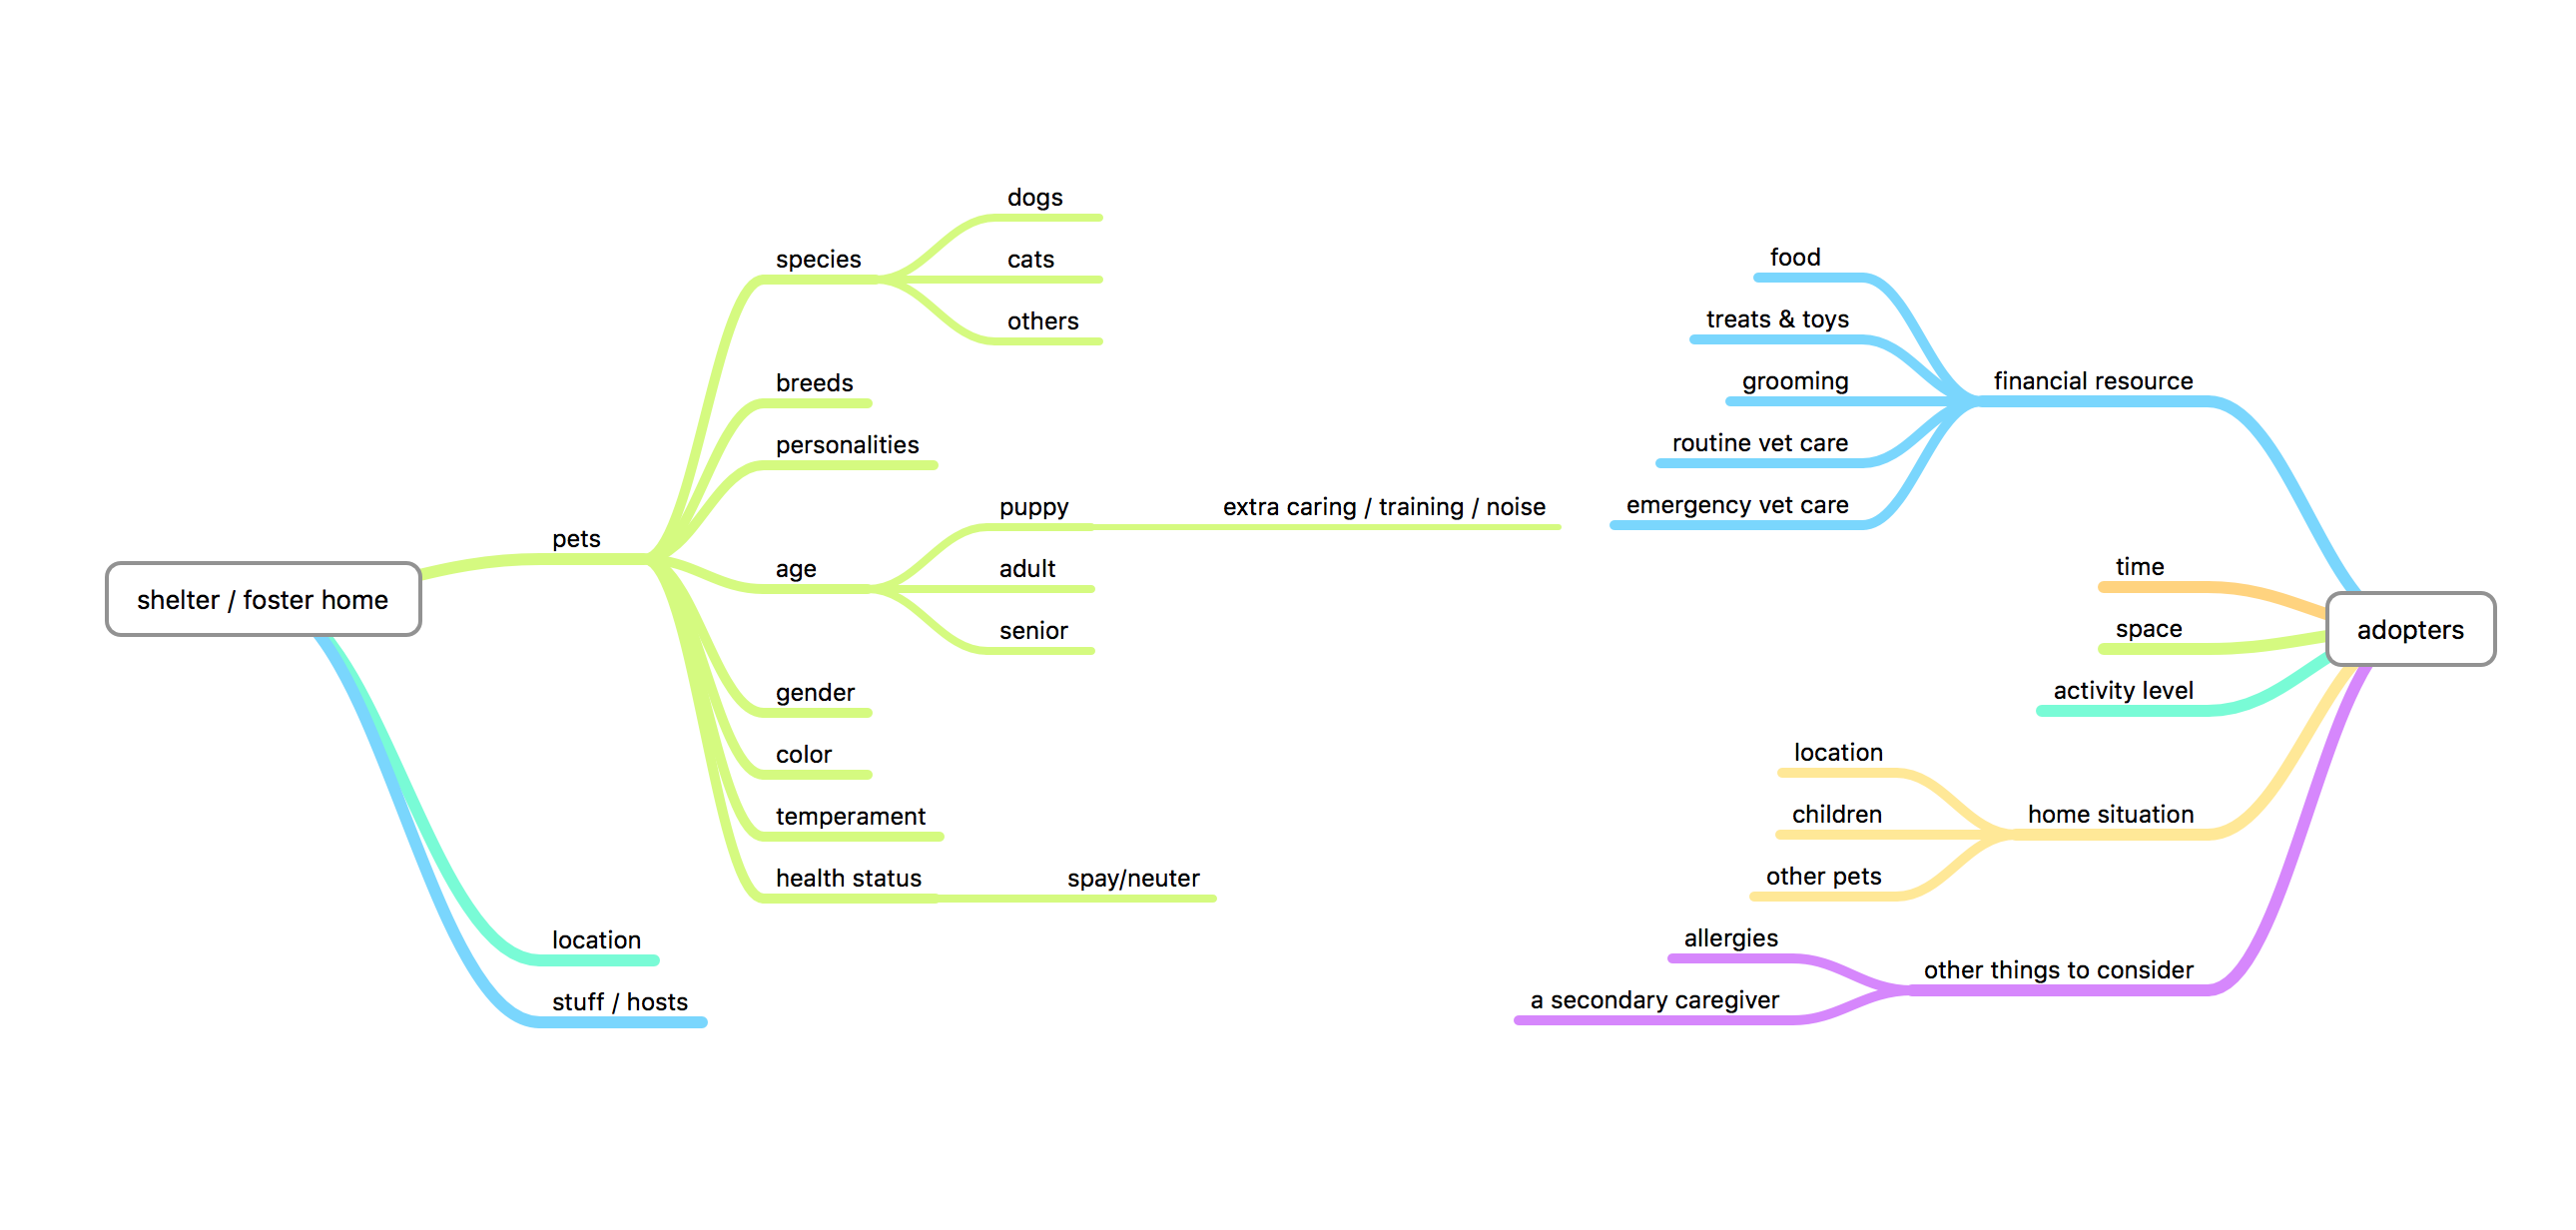 shelter / foster home
pets
species
dogs
cats
others
breeds
personalities
age
puppy
extra caring / training / noise
adult
senior
gender
color
temperament
health status
spay/neuter
location
stuff / hosts
adopters
financial resource
food
treats & toys
grooming
routine vet care
emergency vet care
time
space
activity level
home situation
location
children
other pets
other things to consider
allergies
a secondary caregiver